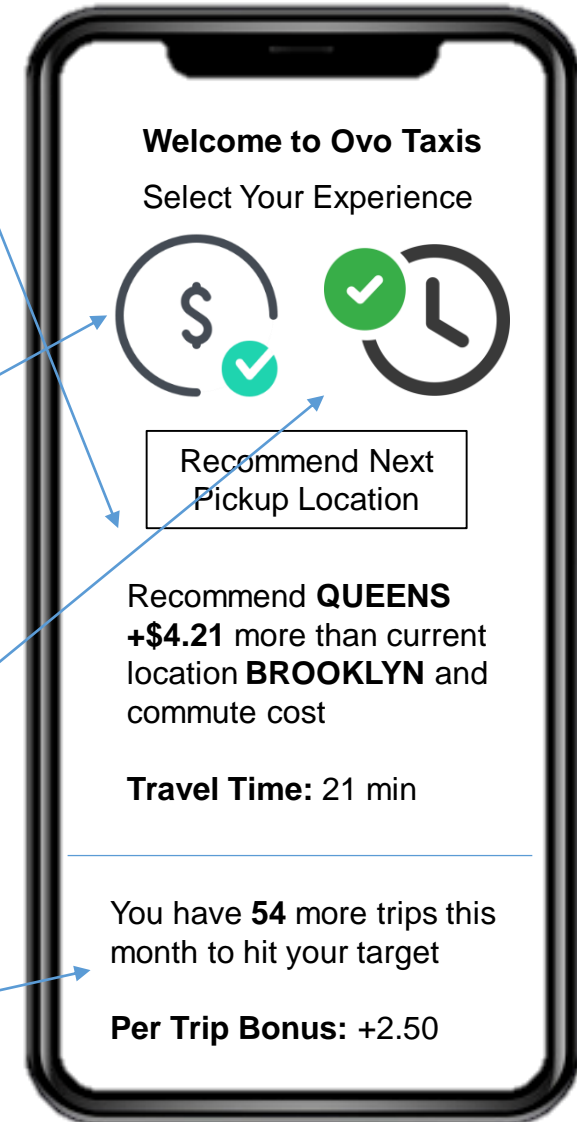 Welcome to Ovo Taxis
Select Your Experience
$
Recommend Next
Pickup Location
Recommend QUEENS
+$4.21 more than current
location BROOKLYN and
commute cost
Travel Time: 21 min
You have 54 more trips this
month to hit your target
Per Trip Bonus: +2.50